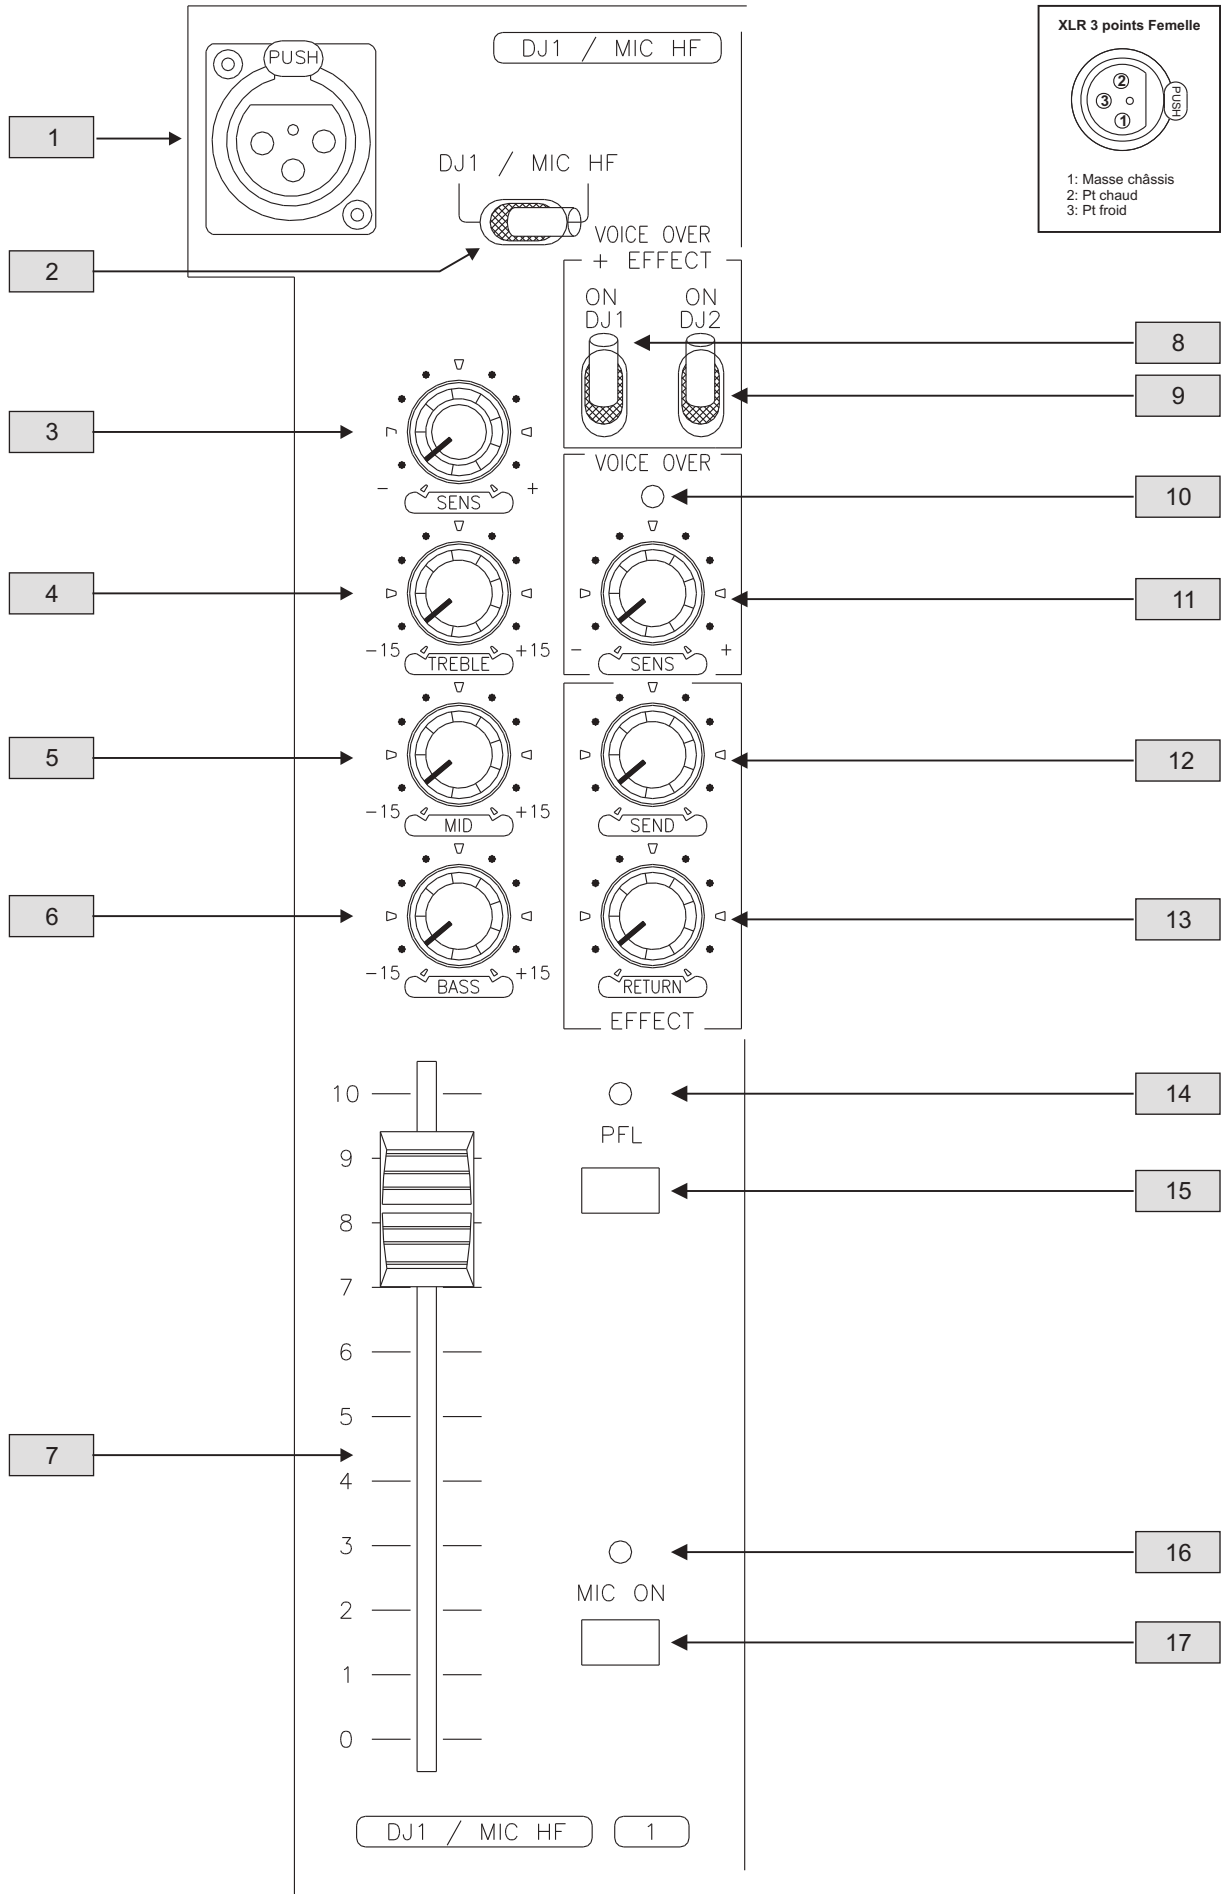 XLR 3 points Femelle
2
3
1
PUSH
1: Masse châssis
2: Pt chaud
3: Pt froid
PUSH
DJ1 / MIC HF
1
DJ1 / MIC HF
2
VOICE OVER
+ EFFECT
ON
DJ1
ON
DJ2
8
9
3
- +
SENS
VOICE OVER
10
4
-15 +15
TREBLE
11
- +
SENS
5
-15 +15
MID
12
SEND
6
-15 +15
BASS
13
RETURN
EFFECT
10
9
8
7
6
5
4
3
2
1
0
7
14
PFL
15
16
MIC ON
17
DJ1 / MIC HF
1